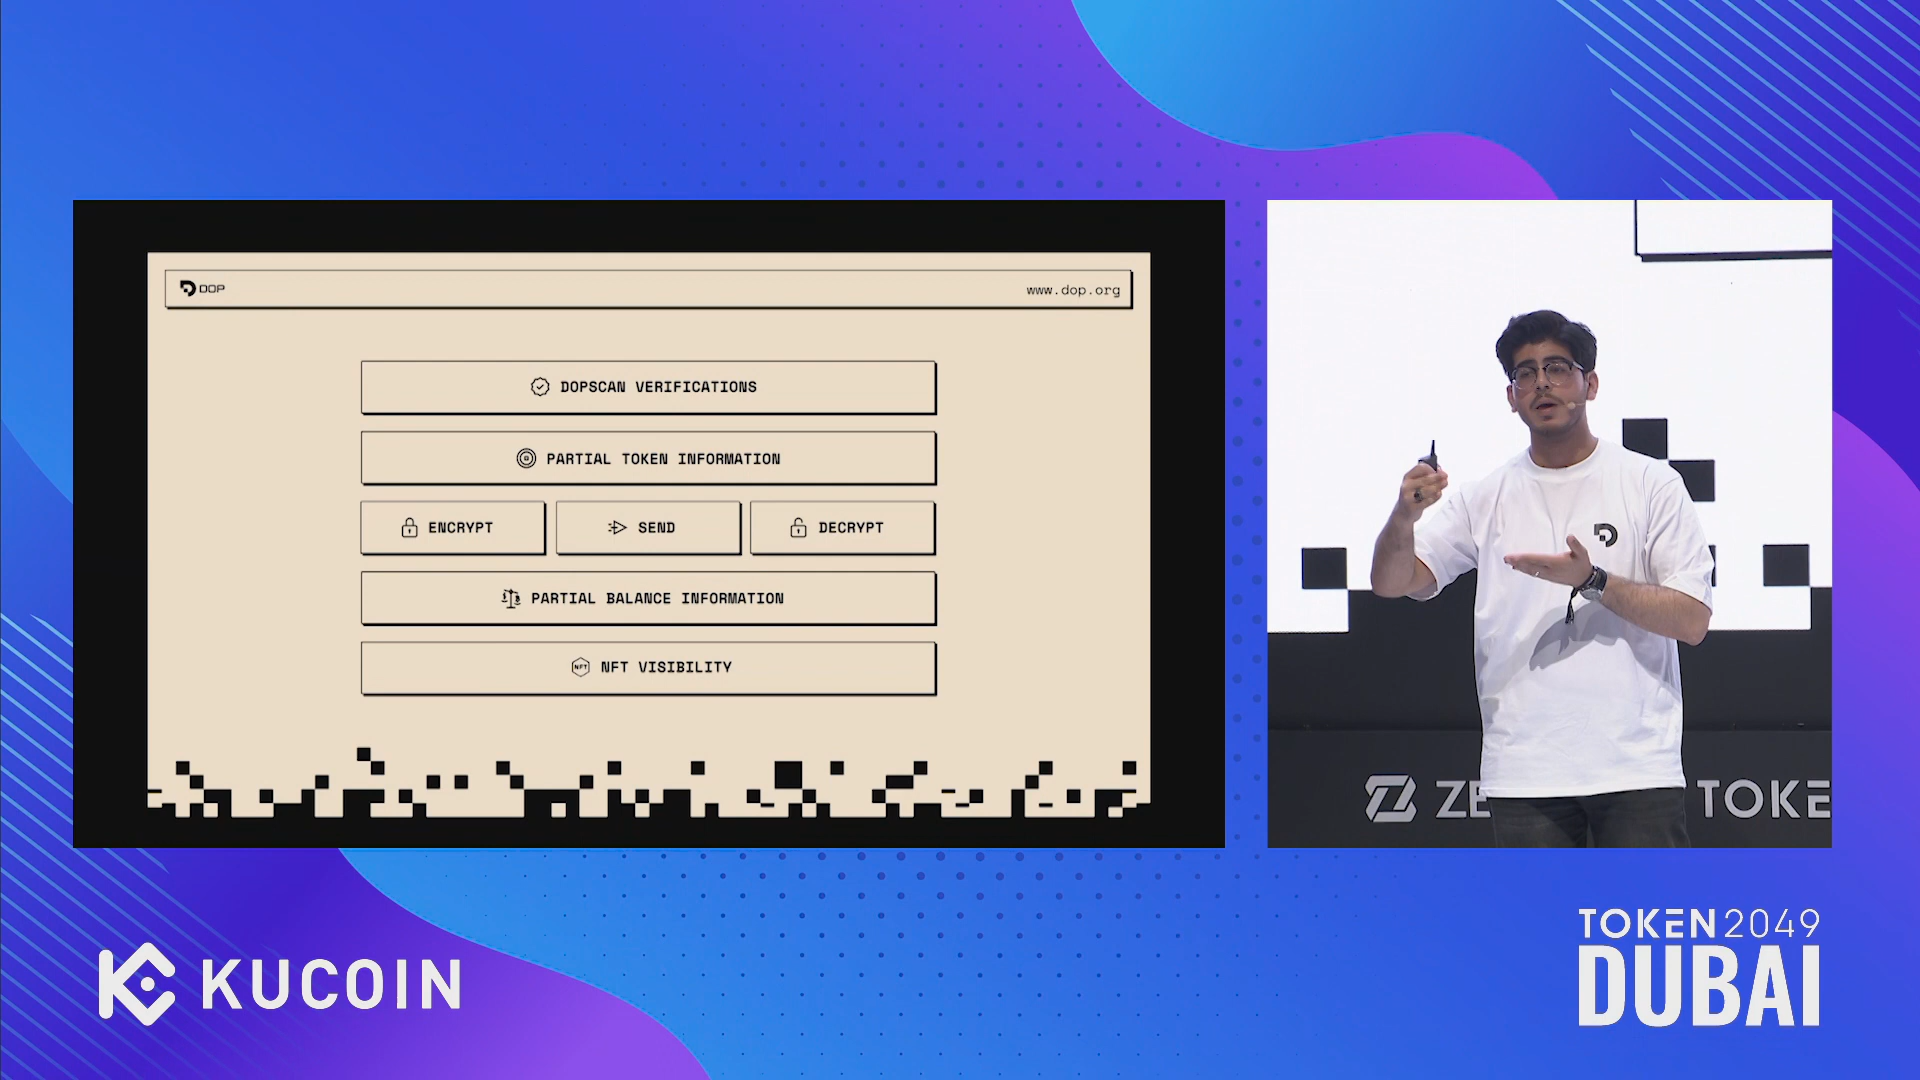 DOP
www.dop.org
DOPSCAN VERIFICATIONS
PARTIAL TOKEN INFORMATION
ENCRYPT
SEND
DECRYPT
PARTIAL BALANCE INFORMATION
NFT
NFT VISIBILITY
ZE
TOKE
KUCOIN
TOKEN2049
DUBAI